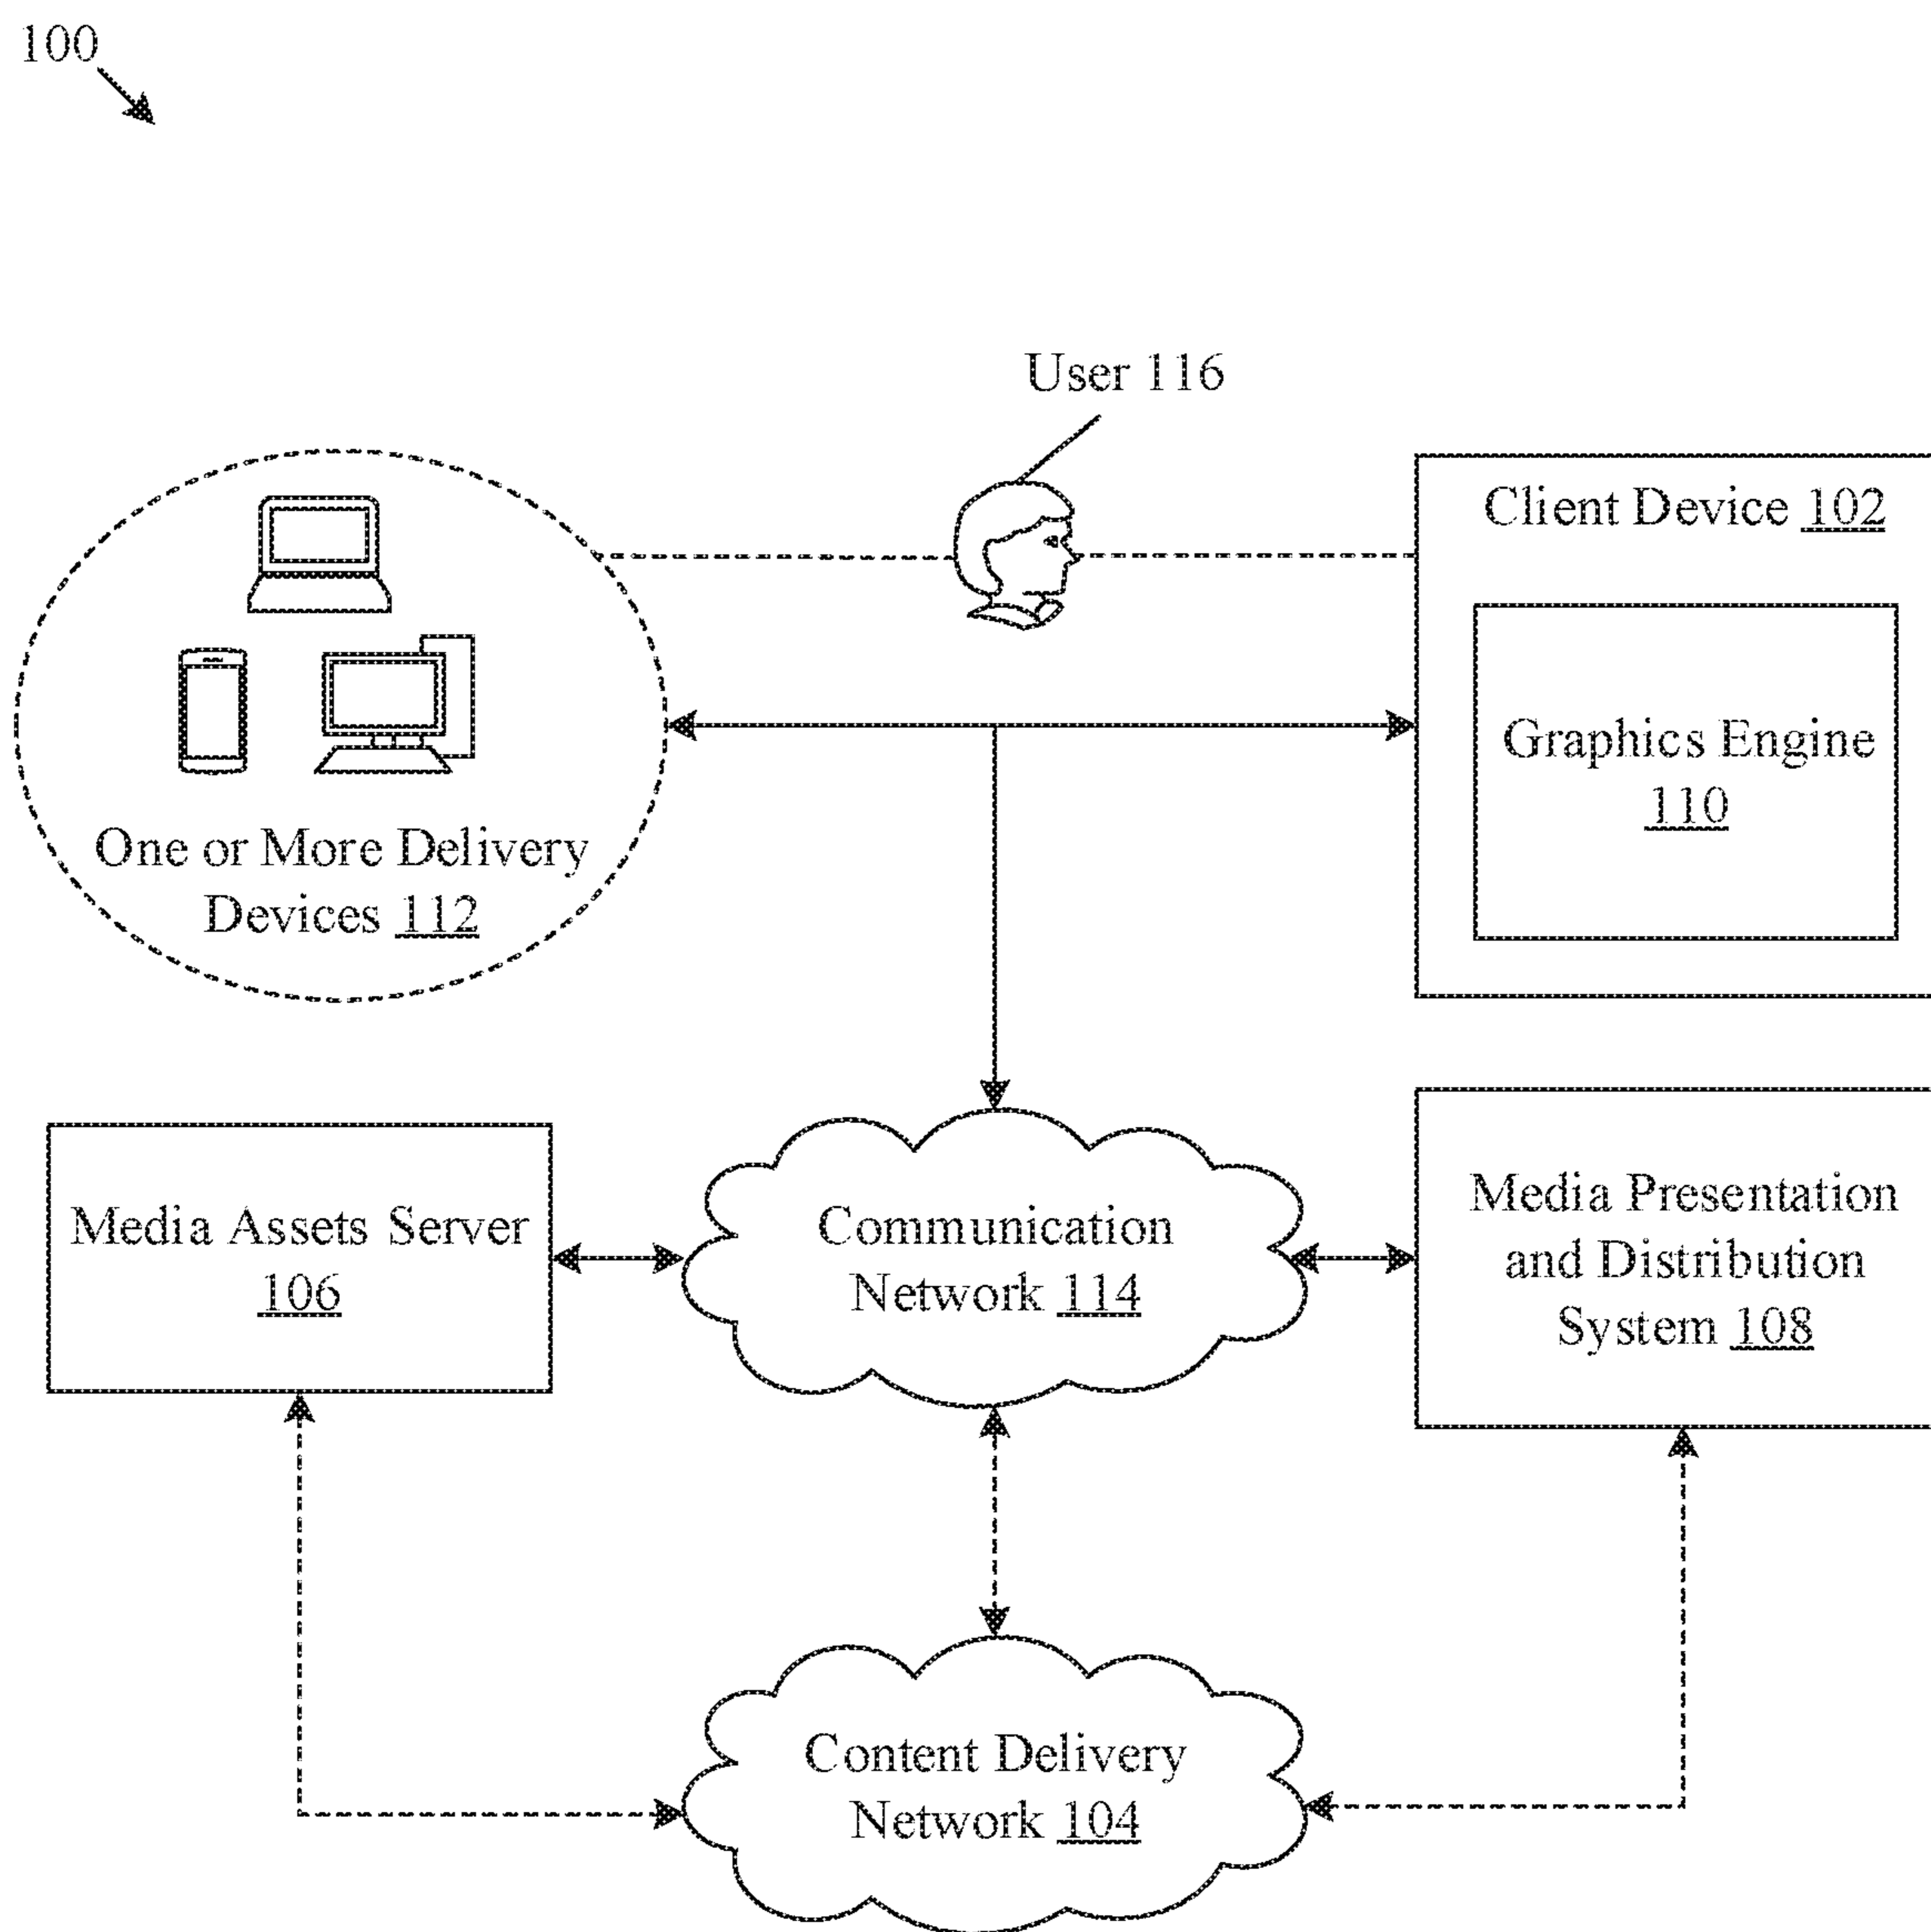 100
User 116
Client Device 102
Graphics Engine
110
One or More Delivery
Devices 112
Media Assets Server
106
Communication
Network 114
Media Presentation
and Distribution
System 108
Content Delivery
Network 104